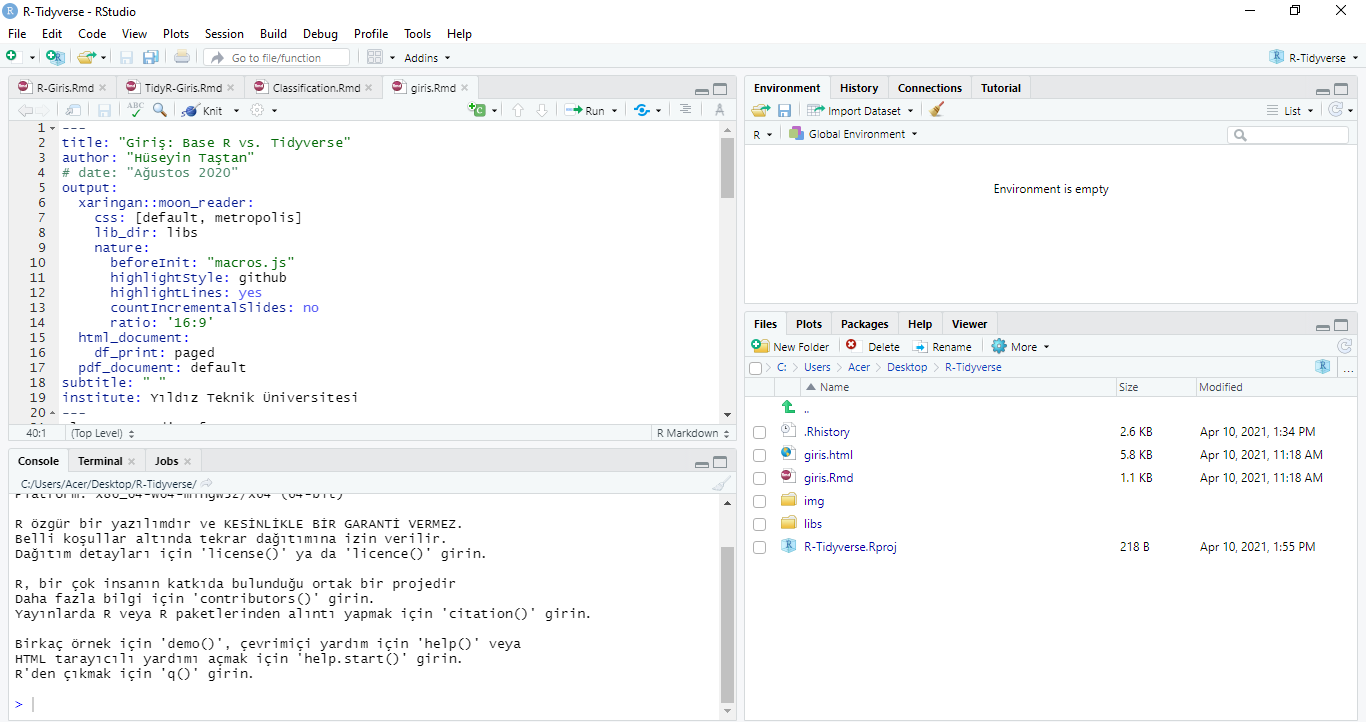 R-Tidyverse - RStudio
File Edit Code View Plots Session Build Debug Profile Tools Help
Go to file/function Addins R-Tidyverse
R-Giris.Rmd TidyR-Giris.Rmd Classification.Rmd giris.Rmd
ABC Knit Run
1 ---
2 title: "Giriş: Base R vs. Tidyverse"
3 author: "Hüseyin Taştan"
4 # date: "Ağustos 2020"
5 output:
6 xaringan::moon_reader:
7 css: [default, metropolis]
8 lib_dir: libs
9 nature:
10 beforeInit: "macros.js"
11 highlightStyle: github
12 highlightLines: yes
13 countIncrementalSlides: no
14 ratio: '16:9'
15 html_document:
16 df_print: paged
17 pdf_document: default
18 subtitle: " "
19 institute: Yıldız Teknik Üniversitesi
20 ---
40:1 (Top Level) R Markdown
Console Terminal Jobs
C:/Users/Acer/Desktop/R-Tidyverse/
Platform: x86_64-w64-mingw32/x64 (64-bit)
R özgür bir yazılımdır ve KESİNLİKLE BİR GARANTİ VERMEZ.
Belli koşullar altında tekrar dağıtımına izin verilir.
Dağıtım detayları için 'license()' ya da 'licence()' girin.
R, bir çok insanın katkıda bulunduğu ortak bir projedir
Daha fazla bilgi için 'contributors()' girin.
Yayınlarda R veya R paketlerinden alıntı yapmak için 'citation()' girin.
Birkaç örnek için 'demo()', çevrimiçi yardım için 'help()' veya
HTML tarayıcılı yardımı açmak için 'help.start()' girin.
R'den çıkmak için 'q()' girin.
>
Environment History Connections Tutorial
Import Dataset List
R Global Environment
Environment is empty
Files Plots Packages Help Viewer
New Folder Delete Rename More
C: Users Acer Desktop R-Tidyverse ...
Name Size Modified
..
.Rhistory 2.6 KB Apr 10, 2021, 1:34 PM
giris.html 5.8 KB Apr 10, 2021, 11:18 AM
giris.Rmd 1.1 KB Apr 10, 2021, 11:18 AM
img
libs
R-Tidyverse.Rproj 218 B Apr 10, 2021, 1:55 PM